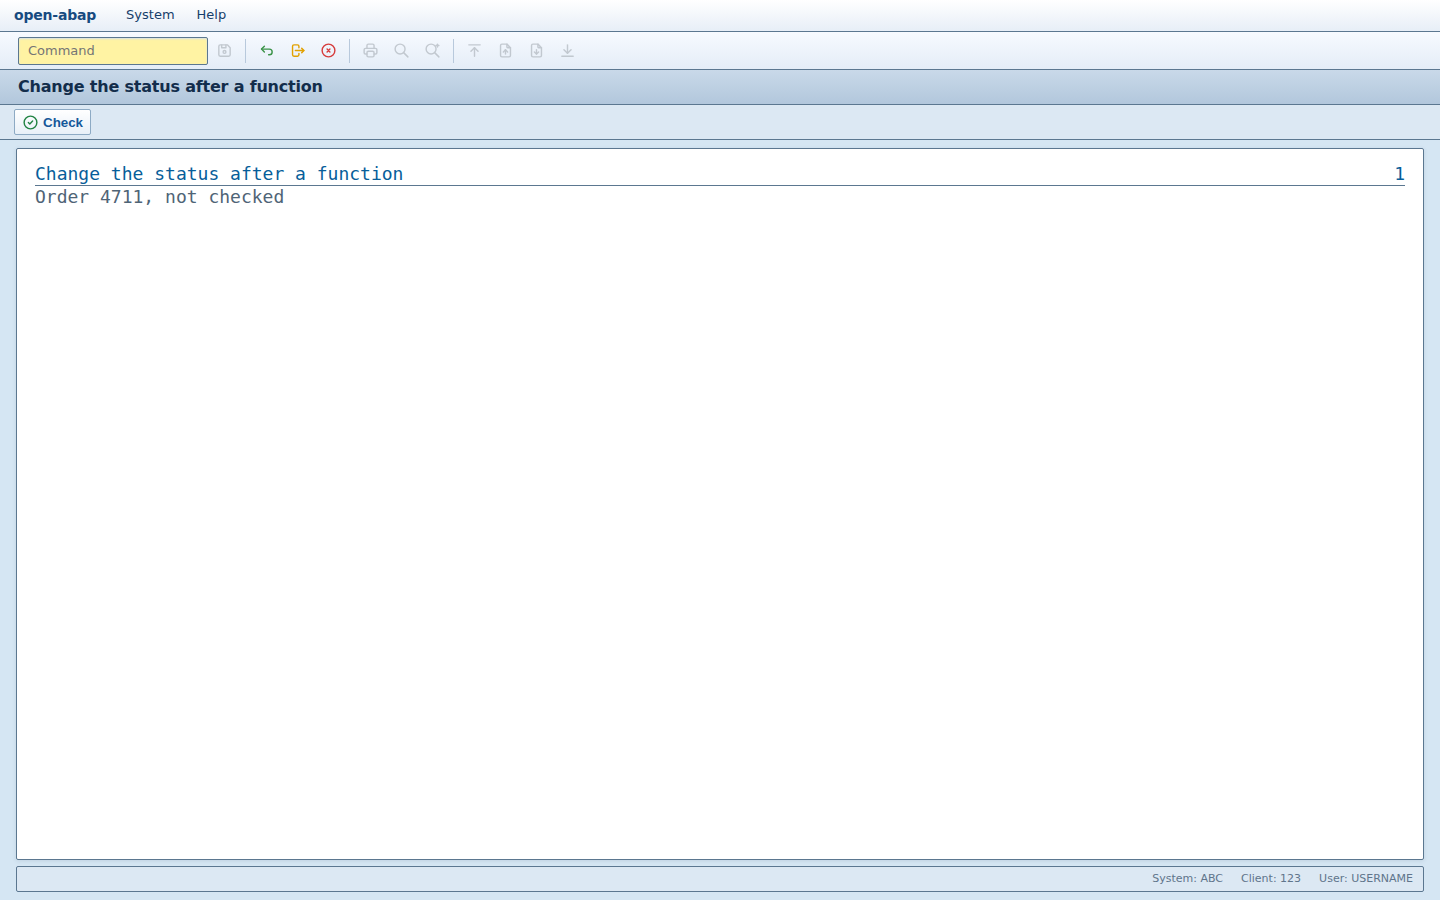 open-abap System Help
Command
Change the status after a function
Check
Change the status after a function 1
Order 4711, not checked
System: ABC Client: 123 User: USERNAME